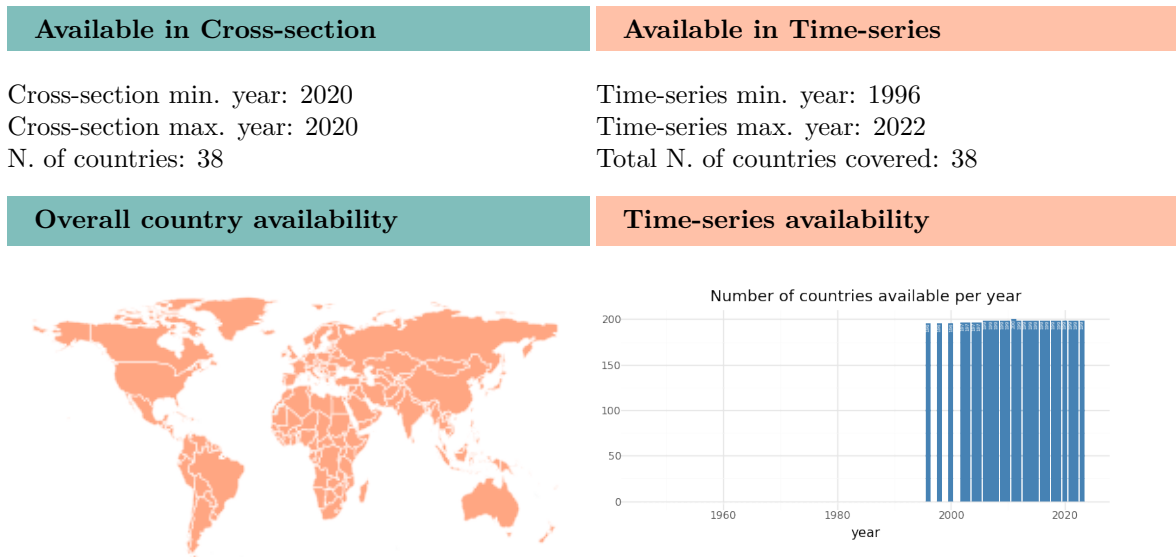 Available in Cross-section
Available in Time-series
Cross-section min. year: 2020
Cross-section max. year: 2020
N. of countries: 38
Time-series min. year: 1996
Time-series max. year: 2022
Total N. of countries covered: 38
Overall country availability
Time-series availability
Number of countries available per year
200
150
100
50
0
1960 1980 2000 2020
year